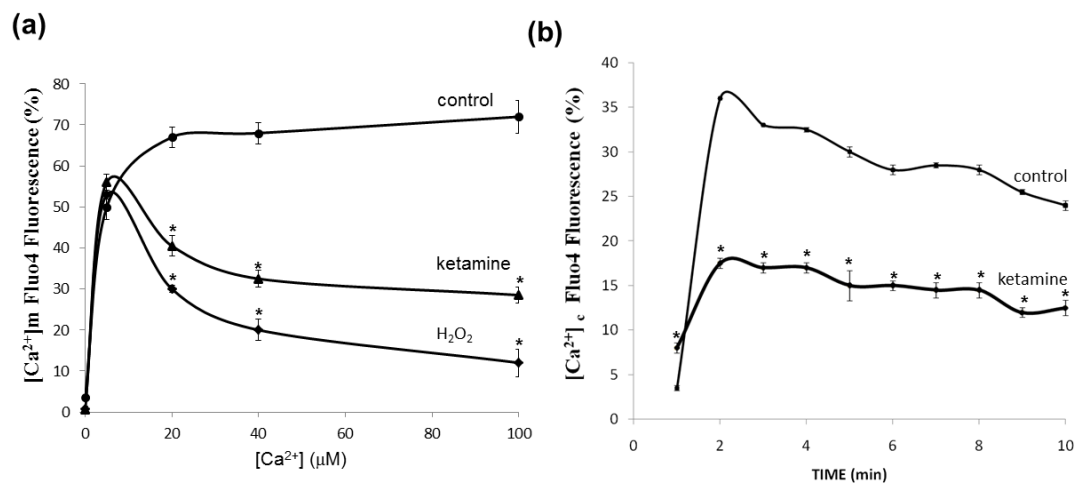 (a)
[Ca²⁺]m Fluo4 Fluorescence (%)
80
70
60
50
40
30
20
10
0
control
ketamine
H₂O₂
*
*
*
*
*
*
0 20 40 60 80 100
[Ca²⁺] (μM)
(b)
[Ca²⁺]c Fluo4 Fluorescence (%)
40
35
30
25
20
15
10
5
0
control
ketamine
* * * * * * * * * *
0 2 4 6 8 10
TIME (min)